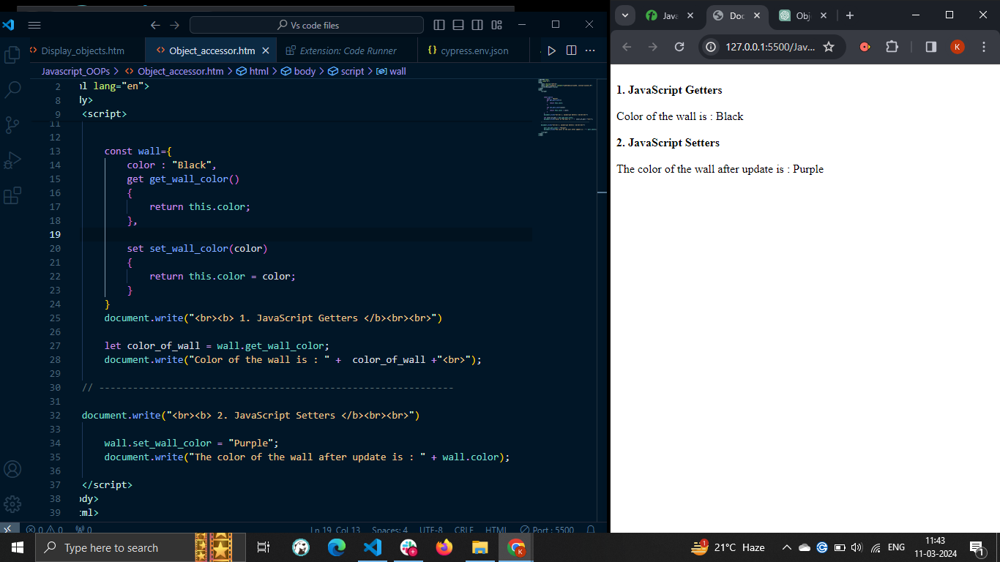 Vs code files
Display_objects.htm
Object_accessor.htm
Extension: Code Runner
cypress.env.json
Javascript_OOPs > Object_accessor.htm > html > body > script > wall
2 ml lang="en">
8 dy>
9 <script>
11
12
13 const wall={
14 color : "Black",
15 get get_wall_color()
16 {
17 return this.color;
18 },
19
20 set set_wall_color(color)
21 {
22 return this.color = color;
23 }
24 }
25 document.write("<br><b> 1. JavaScript Getters </b><br><br>")
26
27 let color_of_wall = wall.get_wall_color;
28 document.write("Color of the wall is : " +  color_of_wall +"<br>");
29
30 // ---------------------------------------------------------------
31
32 document.write("<br><b> 2. JavaScript Setters </b><br><br>")
33
34 wall.set_wall_color = "Purple";
35 document.write("The color of the wall after update is : " + wall.color);
36
37 </script>
38 ody>
39 tml>
0 0 0 Ln 19, Col 13 Spaces: 4 UTF-8 CRLF HTML Port : 5500
Java
Doc
Obj
127.0.0.1:5500/Jav...
K
1. JavaScript Getters
Color of the wall is : Black
2. JavaScript Setters
The color of the wall after update is : Purple
Type here to search
K
1
21°C Haze
ENG
11:43
11-03-2024
1